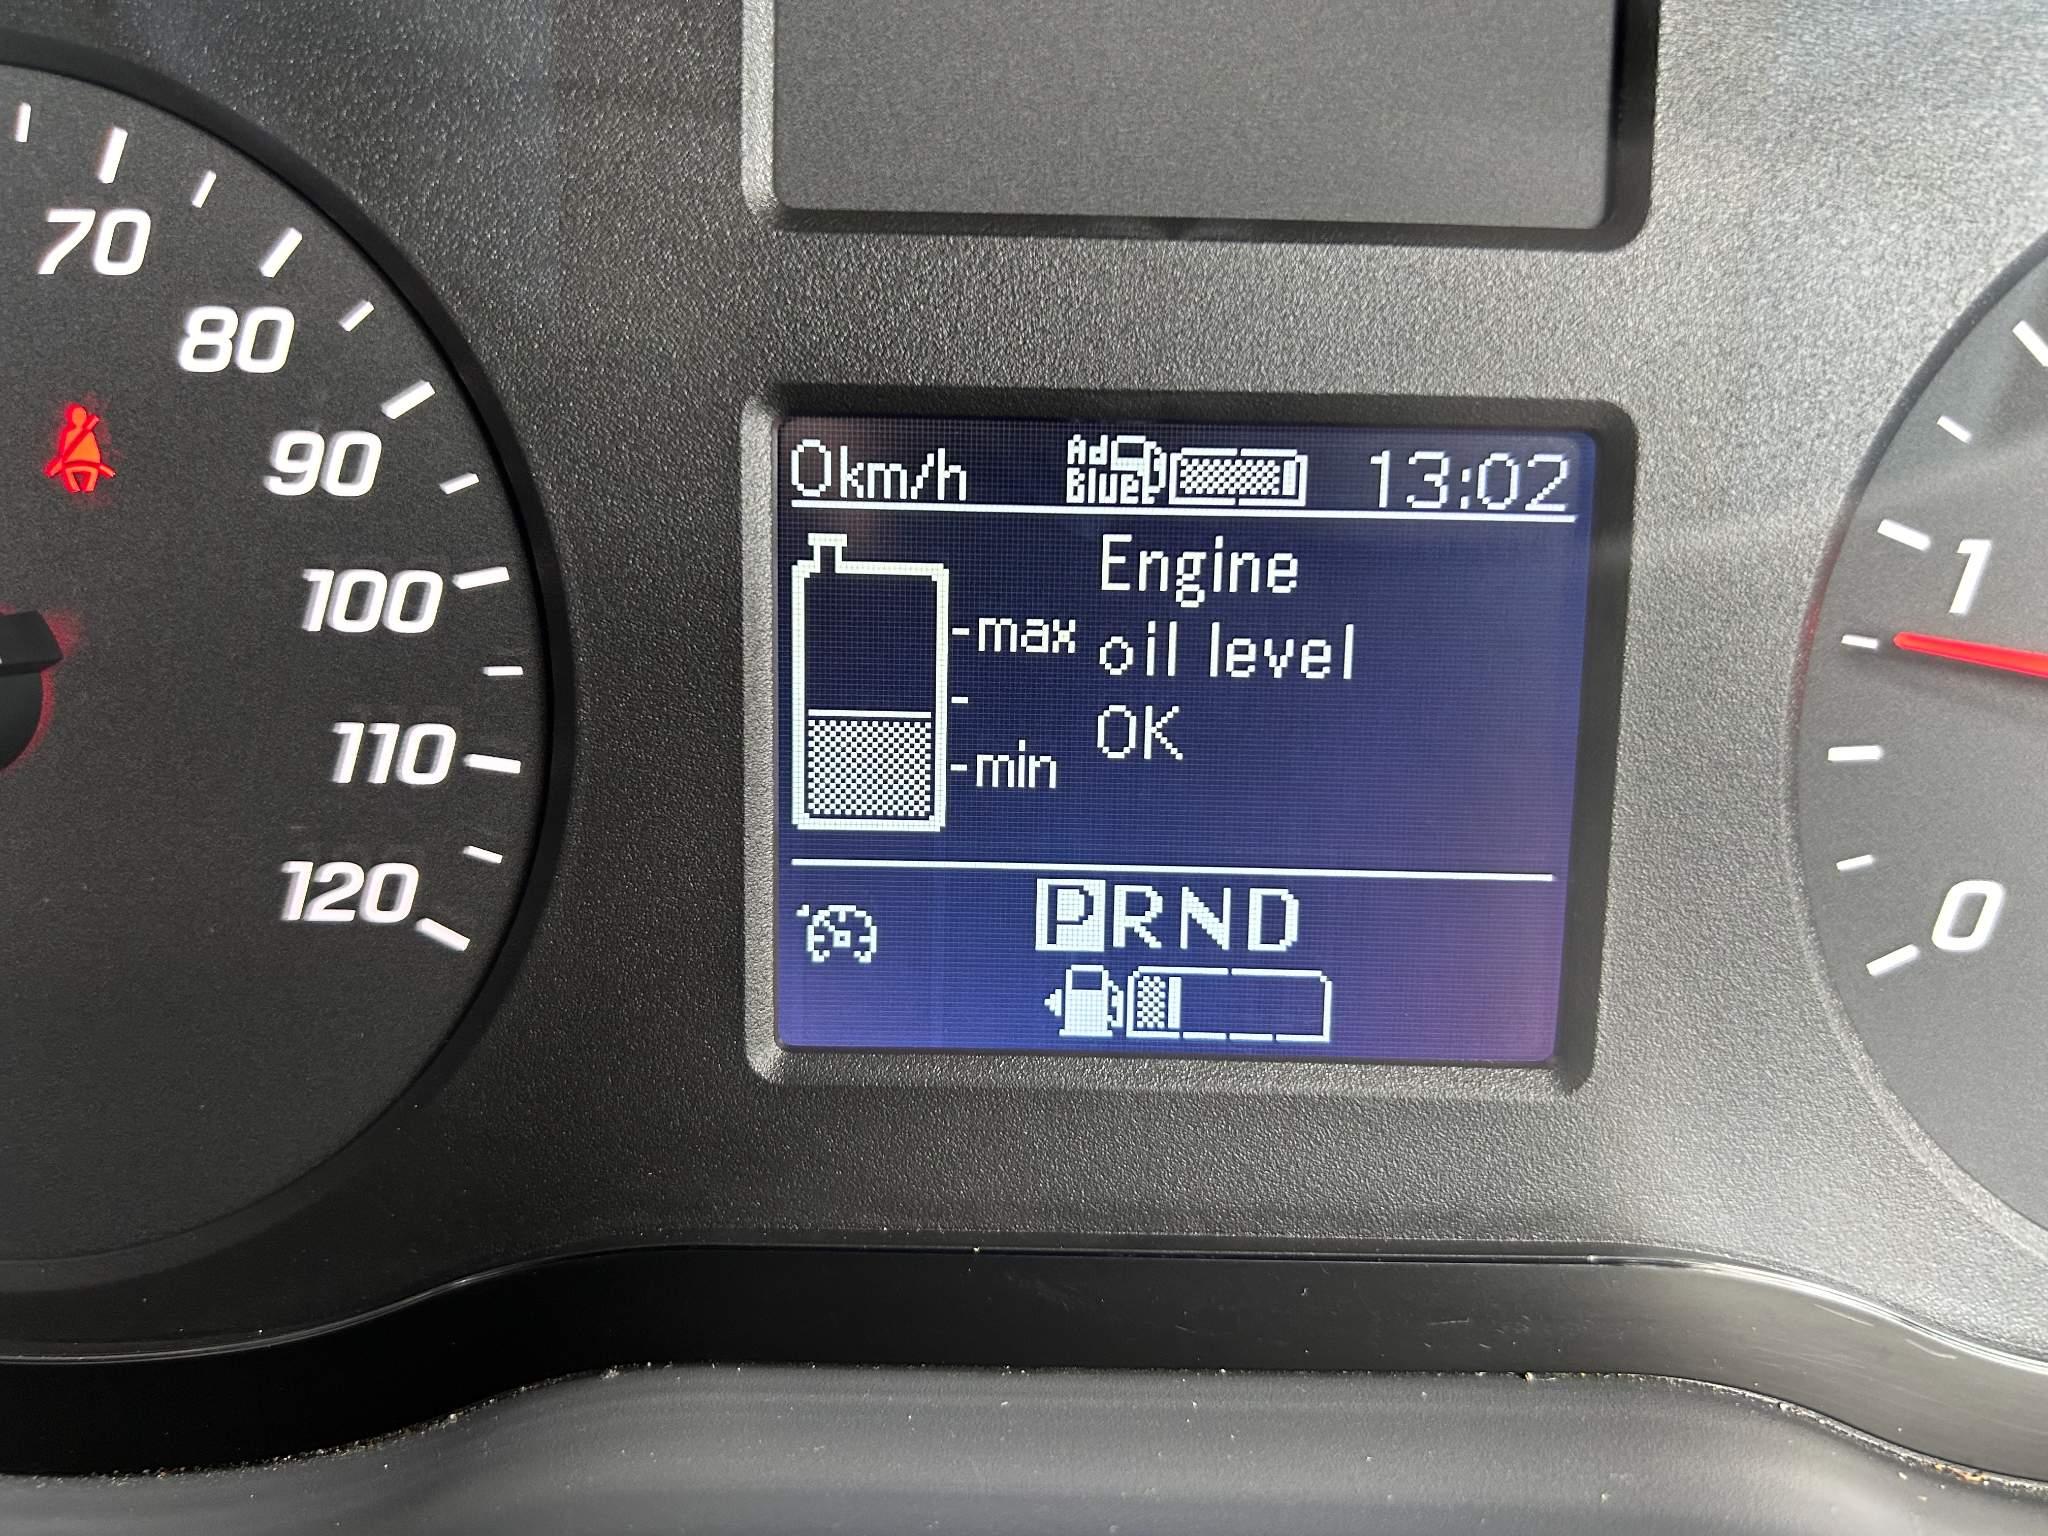 70
80
90
100
110
120
0km/h
Ad
Blue
13:02
Engine
oil level
OK
-max
-
-min
PRND
1
0